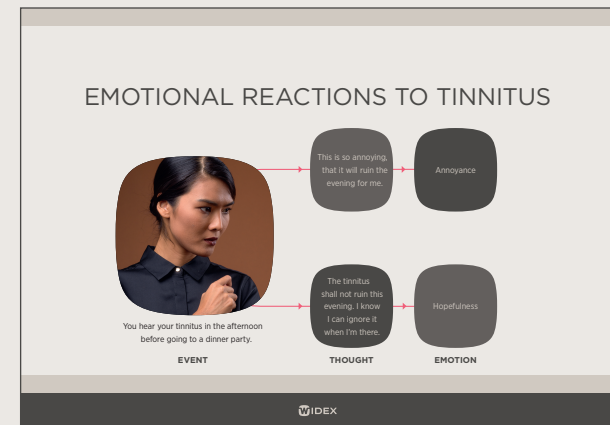 EMOTIONAL REACTIONS TO TINNITUS
This is so annoying,
that it will ruin the
evening for me.
Annoyance
The tinnitus
shall not ruin this
evening. I know
I can ignore it
when I'm there.
Hopefulness
You hear your tinnitus in the afternoon
before going to a dinner party.
EVENT
THOUGHT
EMOTION
WIDEX